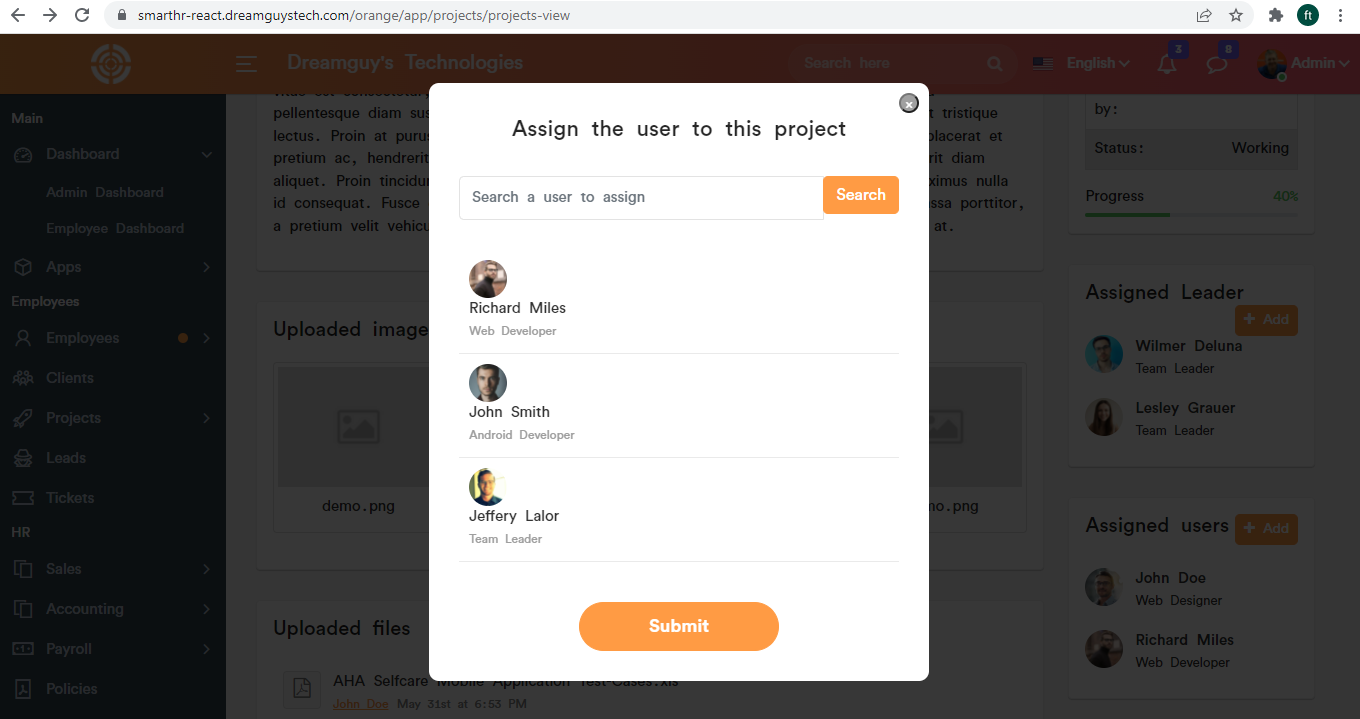 smarthr-react.dreamguystech.com/orange/app/projects/projects-view
ft
Dreamguy's Technologies
Search here
English
3
8
Admin
Main
Dashboard
Admin Dashboard
Employee Dashboard
Apps
Employees
Employees
Clients
Projects
Leads
Tickets
HR
Sales
Accounting
Payroll
Policies
pellentesque diam sus
t tristique
lectus. Proin at purus
placerat et
pretium ac, hendrerit
rit diam
aliquet. Proin tincidun
ximus nulla
id consequat. Fusce
ssa porttitor,
a pretium velit vehicu
at.
Uploaded image
demo.png
mo.png
Uploaded files
AHA Selfcare Mobile Application Test-Cases.xls
John Doe May 31st at 6:53 PM
×
Assign the user to this project
Search a user to assign
Search
Richard Miles
Web Developer
John Smith
Android Developer
Jeffery Lalor
Team Leader
Submit
by:
Status: Working
Progress 40%
Assigned Leader
+ Add
Wilmer Deluna
Team Leader
Lesley Grauer
Team Leader
Assigned users
+ Add
John Doe
Web Designer
Richard Miles
Web Developer